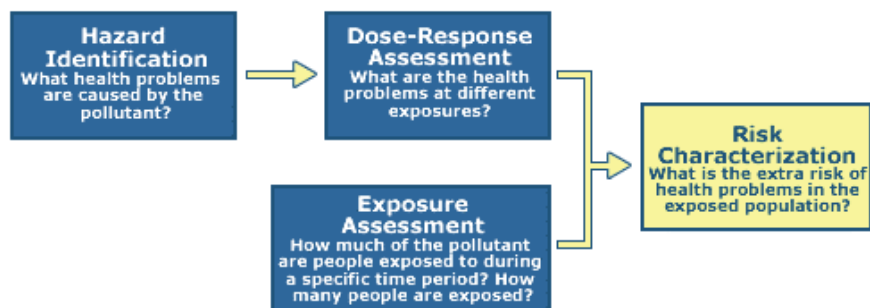 Hazard
Identification
What health problems
are caused by the
pollutant?
Dose-Response
Assessment
What are the health
problems at different
exposures?
Exposure
Assessment
How much of the pollutant
are people exposed to during
a specific time period? How
many people are exposed?
Risk
Characterization
What is the extra risk of
health problems in the
exposed population?